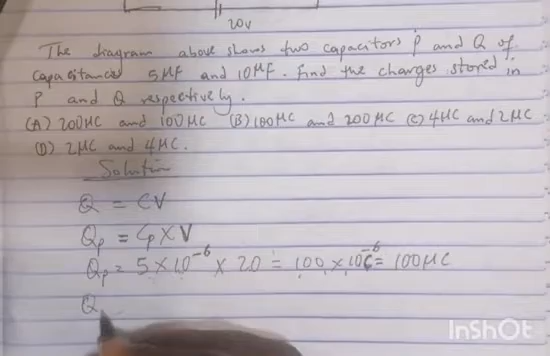 20v
The diagram above shows two capacitors P and Q of
Capacitances 5μF and 10μF. Find the charges stored in
P and Q respectively.
(A) 200μC and 100μC (B) 100μC and 200μC (C) 4μC and 2μC
(D) 2μC and 4μC.
Solution
Q = CV
Qp = Cp × V
Qp = 5 × 10⁻⁶ × 20 = 100 × 10⁻⁶ = 100μC
Q
InShOt